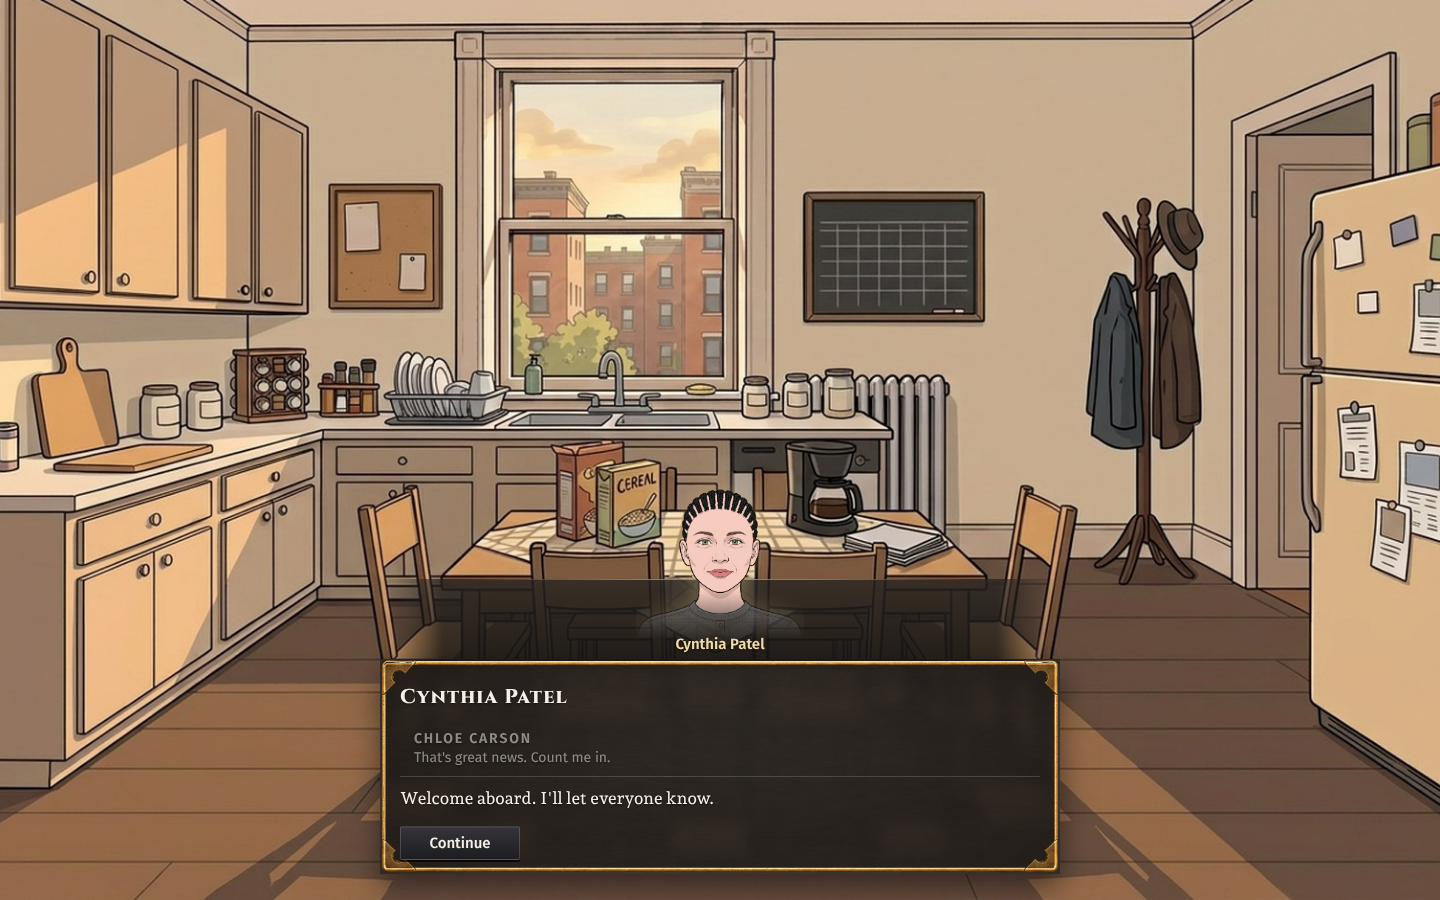 CEREAL
Cynthia Patel
Cynthia Patel
CHLOE CARSON
That's great news. Count me in.
Welcome aboard. I'll let everyone know.
Continue